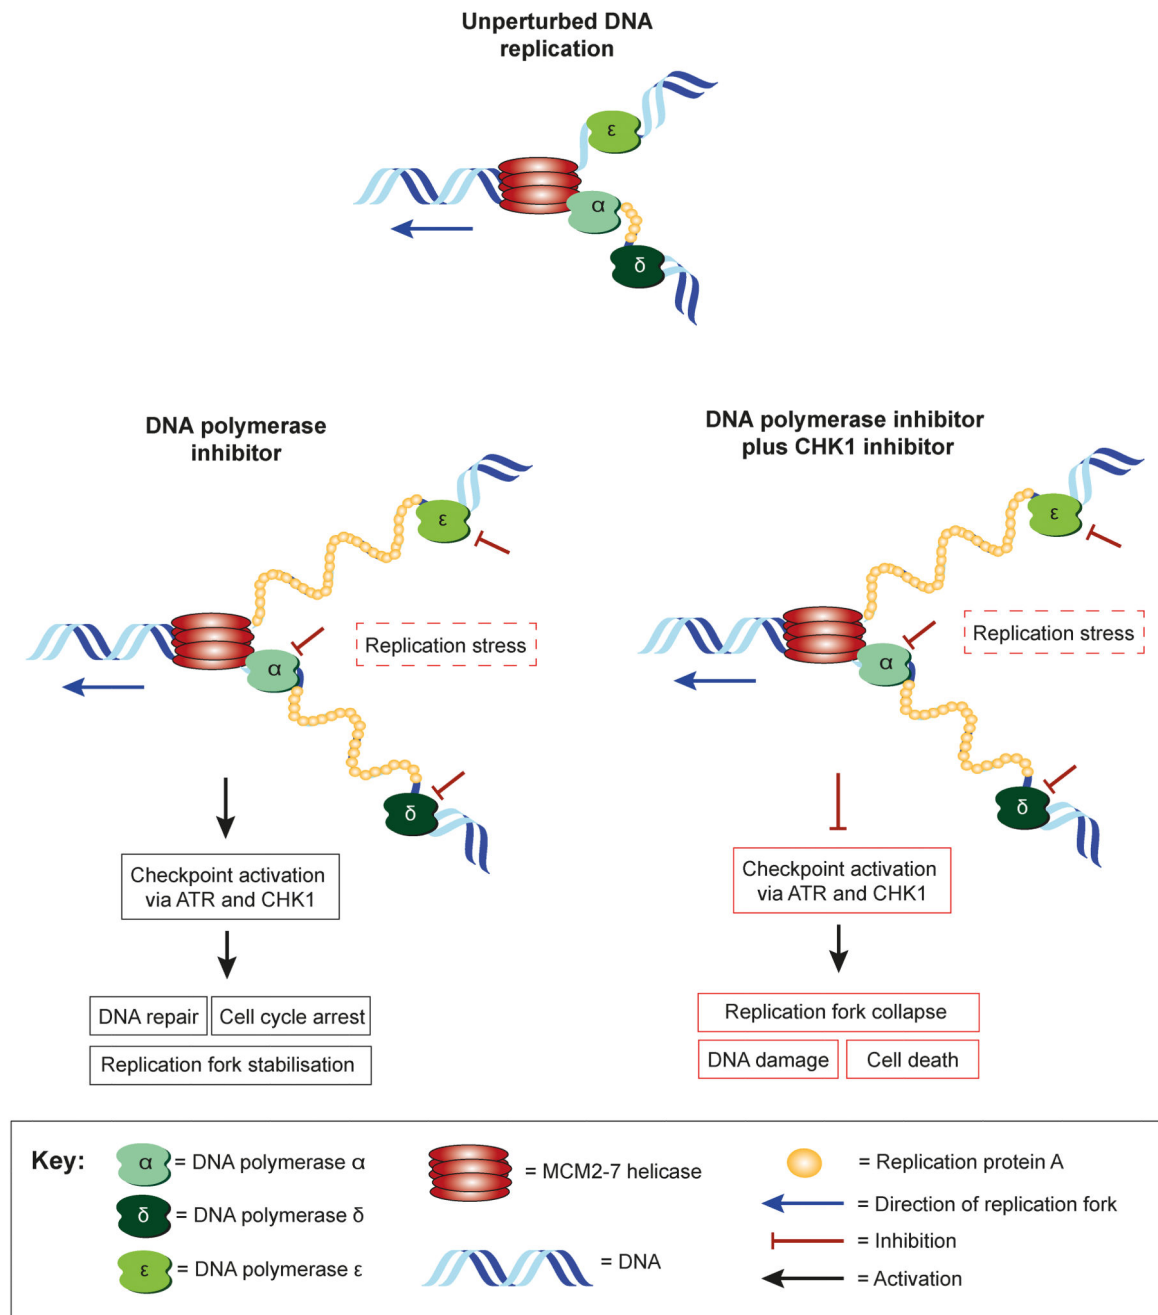 Unperturbed DNA
replication
ε
α
δ
DNA polymerase
inhibitor
ε
Replication stress
α
δ
Checkpoint activation
via ATR and CHK1
DNA repair
Cell cycle arrest
Replication fork stabilisation
DNA polymerase inhibitor
plus CHK1 inhibitor
ε
Replication stress
α
δ
Checkpoint activation
via ATR and CHK1
Replication fork collapse
DNA damage
Cell death
Key:
α = DNA polymerase α
δ = DNA polymerase δ
ε = DNA polymerase ε
= MCM2-7 helicase
= DNA
= Replication protein A
= Direction of replication fork
= Inhibition
= Activation